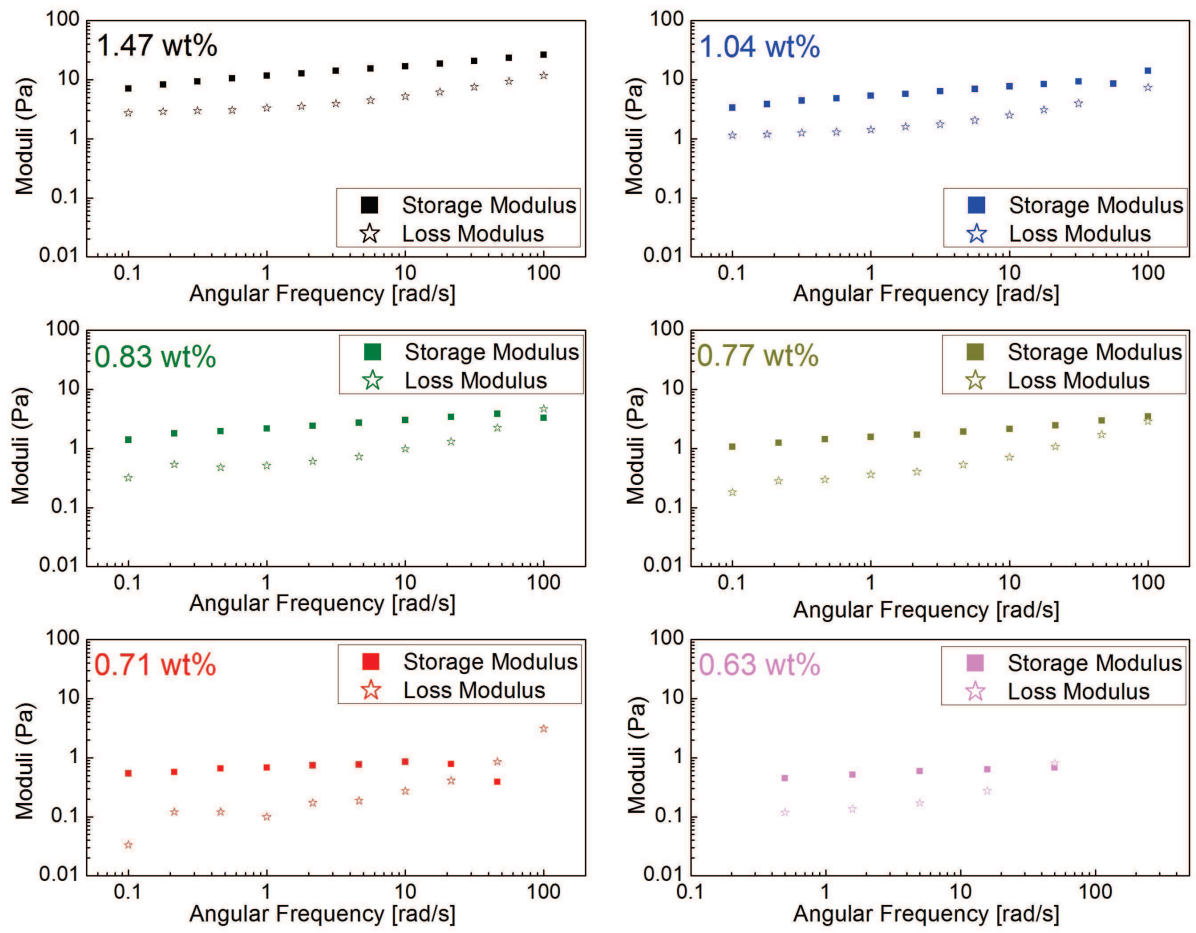 1.47 wt%
Moduli (Pa)
100
10
1
0.1
0.01
Storage Modulus
Loss Modulus
0.1 1 10 100
Angular Frequency [rad/s]
1.04 wt%
Moduli (Pa)
100
10
1
0.1
0.01
Storage Modulus
Loss Modulus
0.1 1 10 100
Angular Frequency [rad/s]
0.83 wt%
Moduli (Pa)
100
10
1
0.1
0.01
Storage Modulus
Loss Modulus
0.1 1 10 100
Angular Frequency [rad/s]
0.77 wt%
Moduli (Pa)
100
10
1
0.1
0.01
Storage Modulus
Loss Modulus
0.1 1 10 100
Angular Frequency [rad/s]
0.71 wt%
Moduli (Pa)
100
10
1
0.1
0.01
Storage Modulus
Loss Modulus
0.1 1 10 100
Angular Frequency [rad/s]
0.63 wt%
Moduli (Pa)
100
10
1
0.1
0.01
Storage Modulus
Loss Modulus
0.1 1 10 100
Angular Frequency [rad/s]